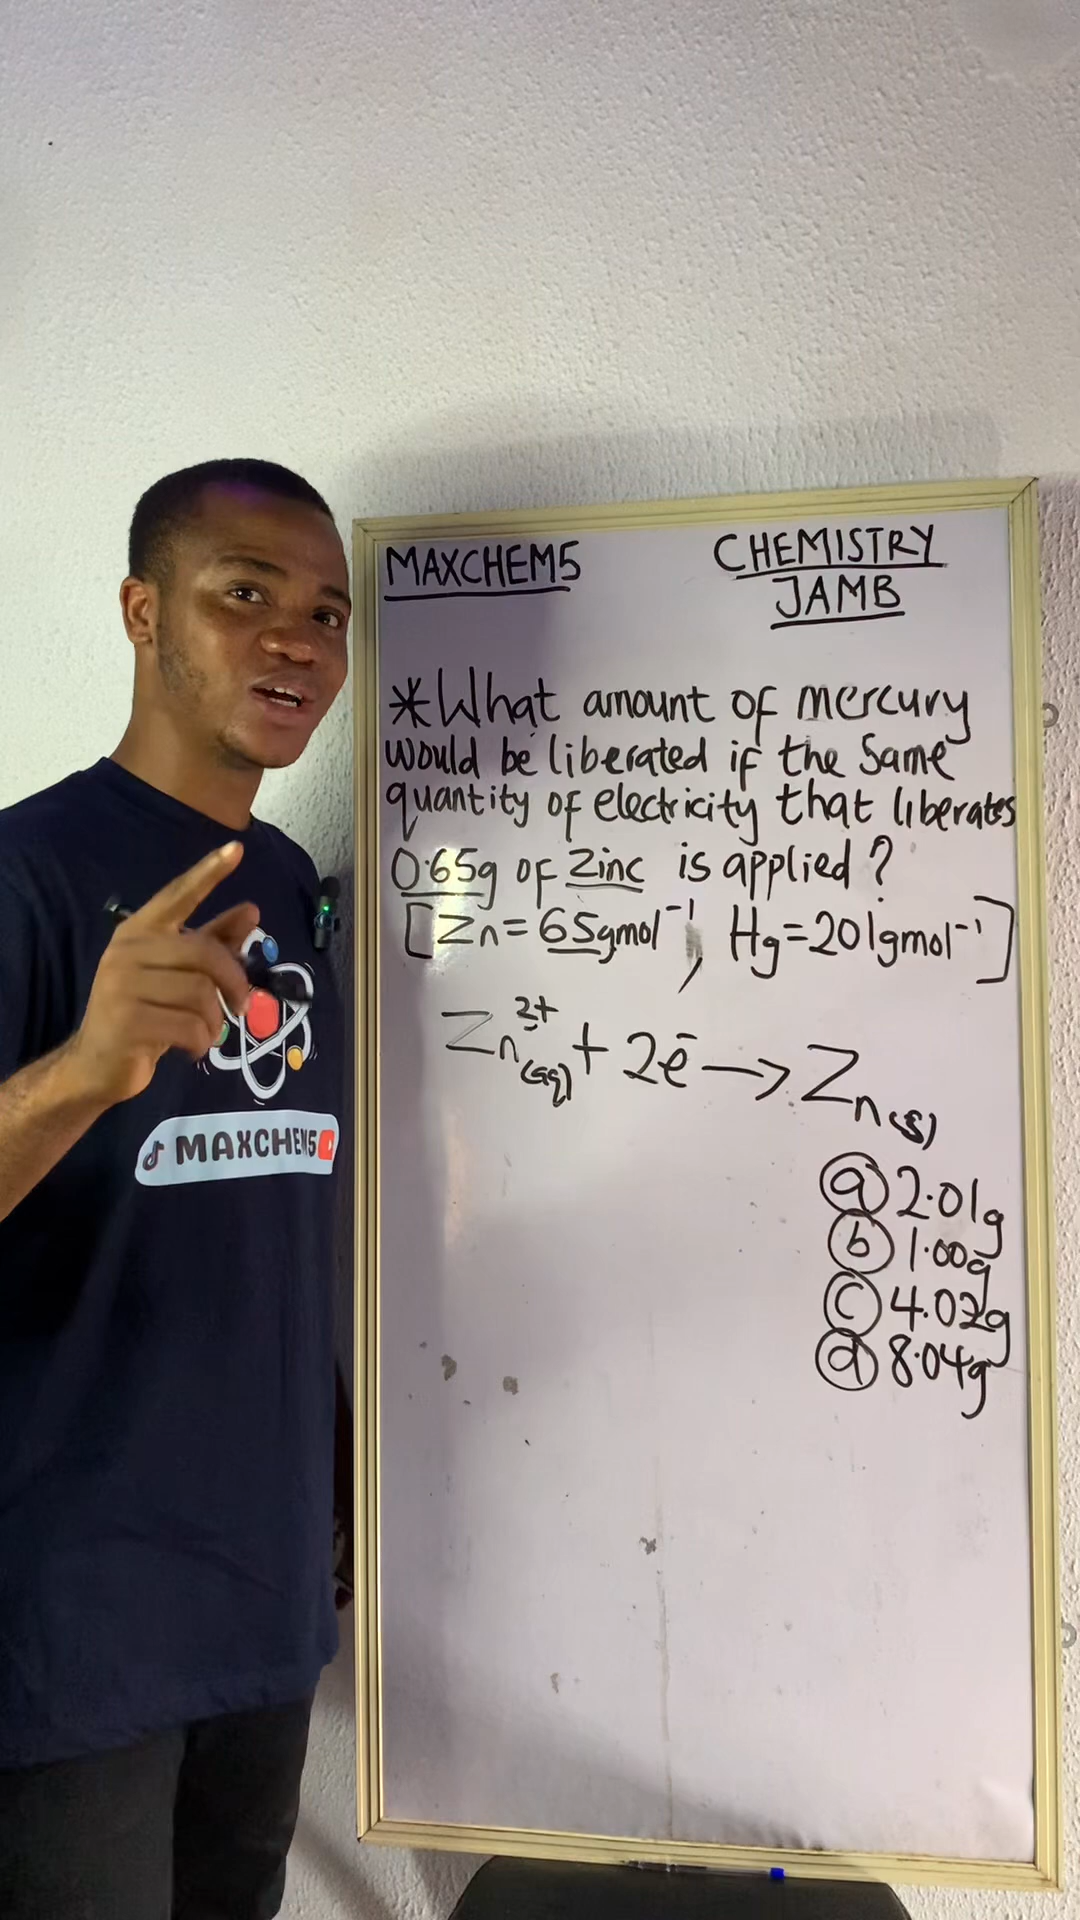 MAXCHEM5
CHEMISTRY
JAMB
*What amount of mercury
would be liberated if the same
quantity of electricity that liberates
0.65g of Zinc is applied?
[Zn=65gmol⁻¹, Hg=201gmol⁻¹]
Zn²⁺(aq) + 2e⁻ → Zn(s)
(a) 2.01g
(b) 1.00g
(c) 4.02g
(d) 8.04g
MAXCHEM5